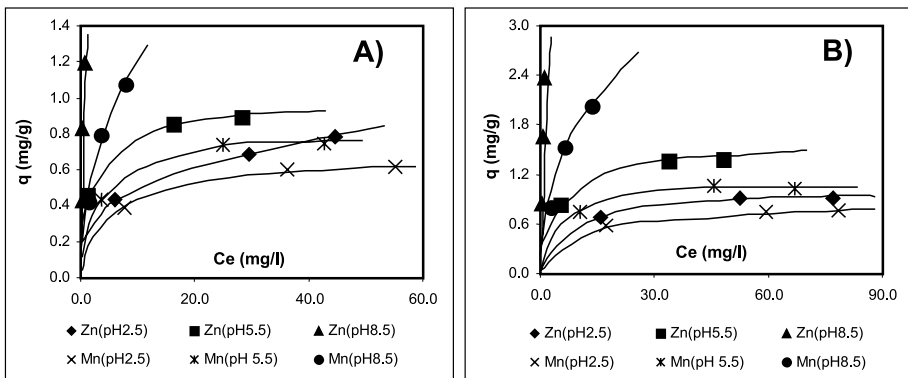 A)
q (mg/g)
1.4
1.2
1.0
0.8
0.6
0.4
0.2
0.0
Ce (mg/l)
0.0 20.0 40.0 60.0
Zn(pH2.5) Zn(pH5.5) Zn(pH8.5)
Mn(pH2.5) Mn(pH 5.5) Mn(pH8.5)
B)
q (mg/g)
3.0
2.4
1.8
1.2
0.6
0.0
Ce (mg/l)
0.0 30.0 60.0 90.0
Zn(pH2.5) Zn(pH5.5) Zn(pH8.5)
Mn(pH2.5) Mn(pH 5.5) Mn(pH8.5)